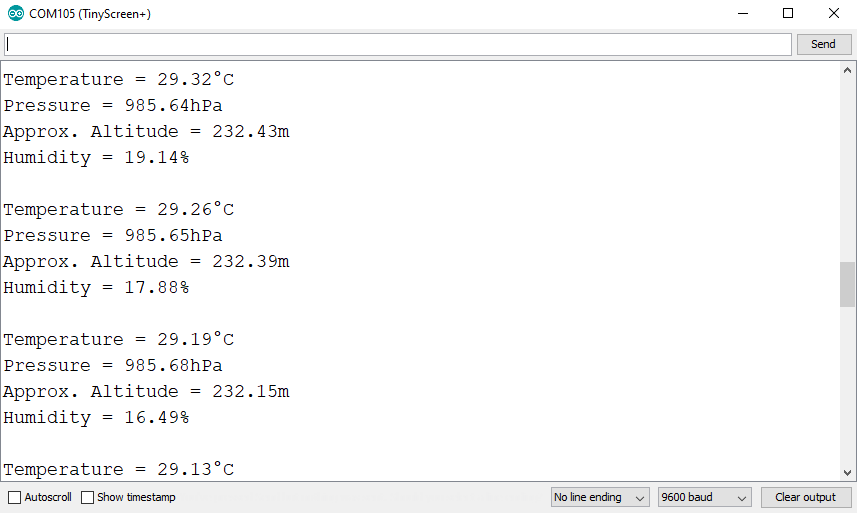 COM105 (TinyScreen+)
Send
Temperature = 29.32°C
Pressure = 985.64hPa
Approx. Altitude = 232.43m
Humidity = 19.14%
Temperature = 29.26°C
Pressure = 985.65hPa
Approx. Altitude = 232.39m
Humidity = 17.88%
Temperature = 29.19°C
Pressure = 985.68hPa
Approx. Altitude = 232.15m
Humidity = 16.49%
Temperature = 29.13°C
Autoscroll Show timestamp No line ending 9600 baud Clear output